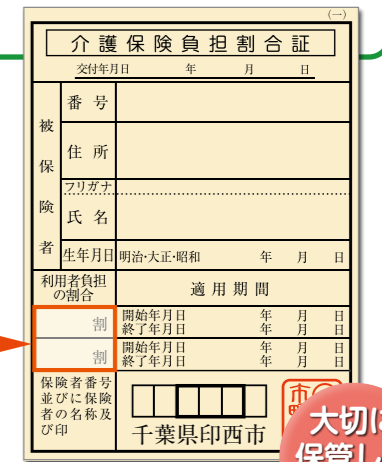 (一)
介護保険負担割合証
交付年月日 年 月 日
被保険者
番号
住所
フリガナ
氏名
生年月日 明治・大正・昭和 年 月 日
利用者負担の割合
適用期間
割 開始年月日 年 月 日
終了年月日 年 月 日
割 開始年月日 年 月 日
終了年月日 年 月 日
保険者番号
並びに保険
者の名称及
び印
千葉県印西市
大切に
保管し